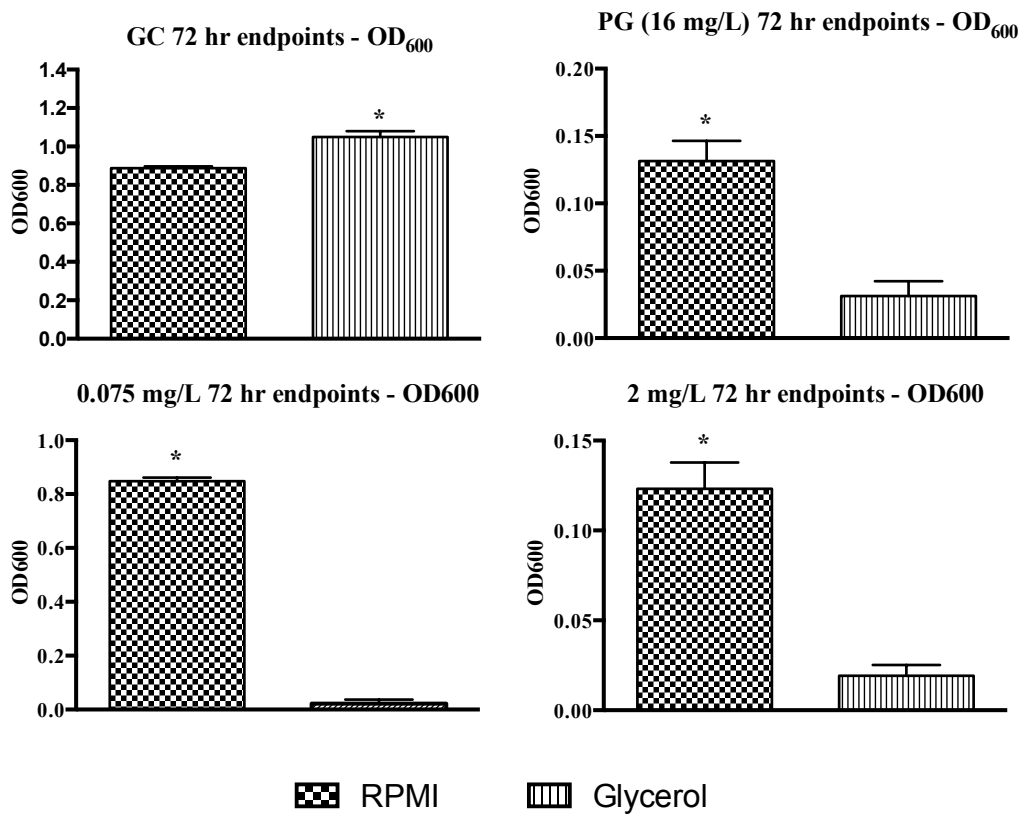 GC 72 hr endpoints - OD₆₀₀
1.4
1.2
1.0
0.8
0.6
0.4
0.2
0.0
OD600
*
PG (16 mg/L) 72 hr endpoints - OD₆₀₀
0.20
0.15
0.10
0.05
0.00
OD600
*
0.075 mg/L 72 hr endpoints - OD600
1.0
0.8
0.6
0.4
0.2
0.0
OD600
*
2 mg/L 72 hr endpoints - OD600
0.15
0.10
0.05
0.00
OD600
*
RPMI
Glycerol